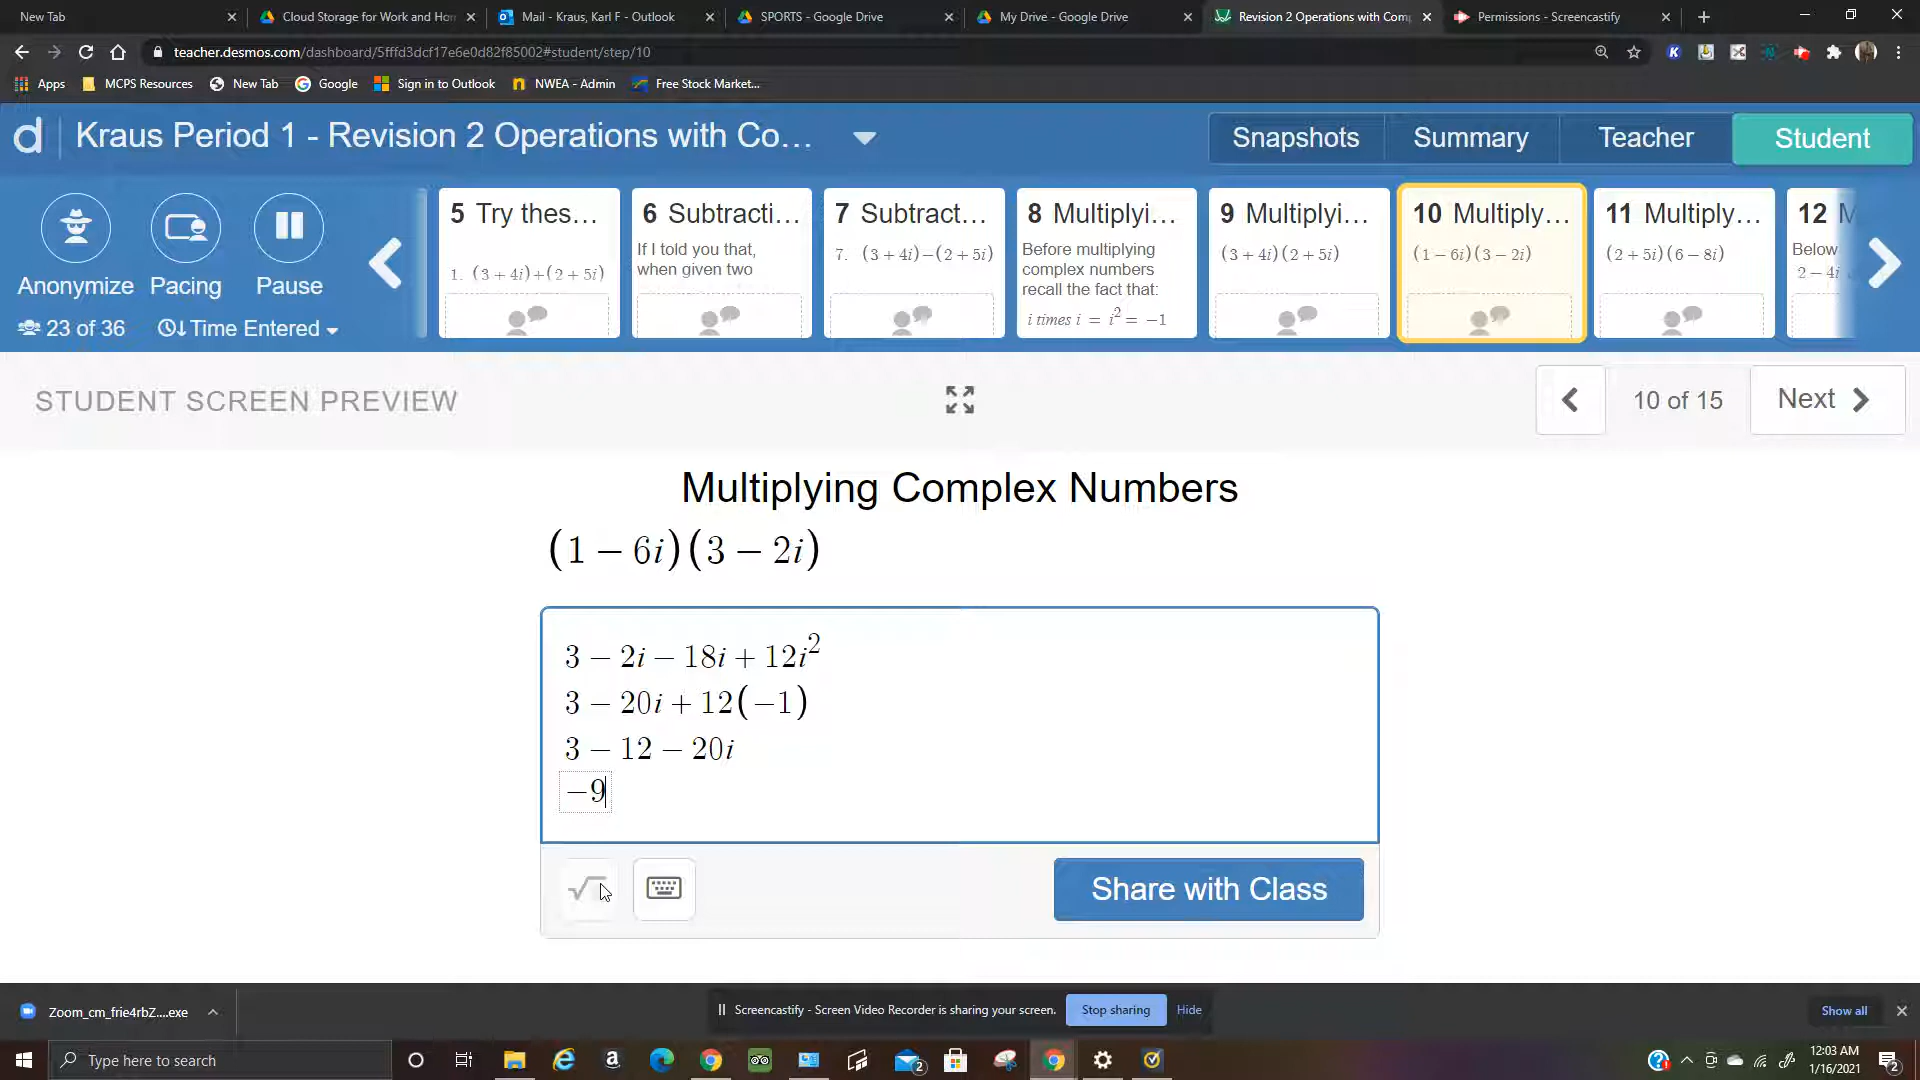 New Tab
Cloud Storage for Work and Hom
Mail - Kraus, Karl F - Outlook
SPORTS - Google Drive
My Drive - Google Drive
Revision 2 Operations with Comp
Permissions - Screencastify
teacher.desmos.com/dashboard/5fffd3dcf17e6e0d82f85002#student/step/10
Apps
MCPS Resources
New Tab
Google
Sign in to Outlook
NWEA - Admin
Free Stock Market...
d
Kraus Period 1 - Revision 2 Operations with Co...
Snapshots
Summary
Teacher
Student
Anonymize
Pacing
Pause
23 of 36
Time Entered
5 Try thes...
1. (3 + 4i)+(2 + 5i)
6 Subtracti...
If I told you that,
when given two
7 Subtract...
7. (3 + 4i)−(2 + 5i)
8 Multiplyi...
Before multiplying
complex numbers
recall the fact that:
i times i = i² = −1
9 Multiplyi...
(3 + 4i)(2 + 5i)
10 Multiply...
(1 − 6i)(3 − 2i)
11 Multiply...
(2 + 5i)(6 − 8i)
12 M
Below
2 − 4i
STUDENT SCREEN PREVIEW
10 of 15
Next
Multiplying Complex Numbers
(1 − 6i)(3 − 2i)
3 − 2i − 18i + 12i²
3 − 20i + 12(−1)
3 − 12 − 20i
−9
Share with Class
Zoom_cm_frie4rbZ....exe
Screencastify - Screen Video Recorder is sharing your screen.
Stop sharing
Hide
Show all
Type here to search
2
12:03 AM
1/16/2021
2